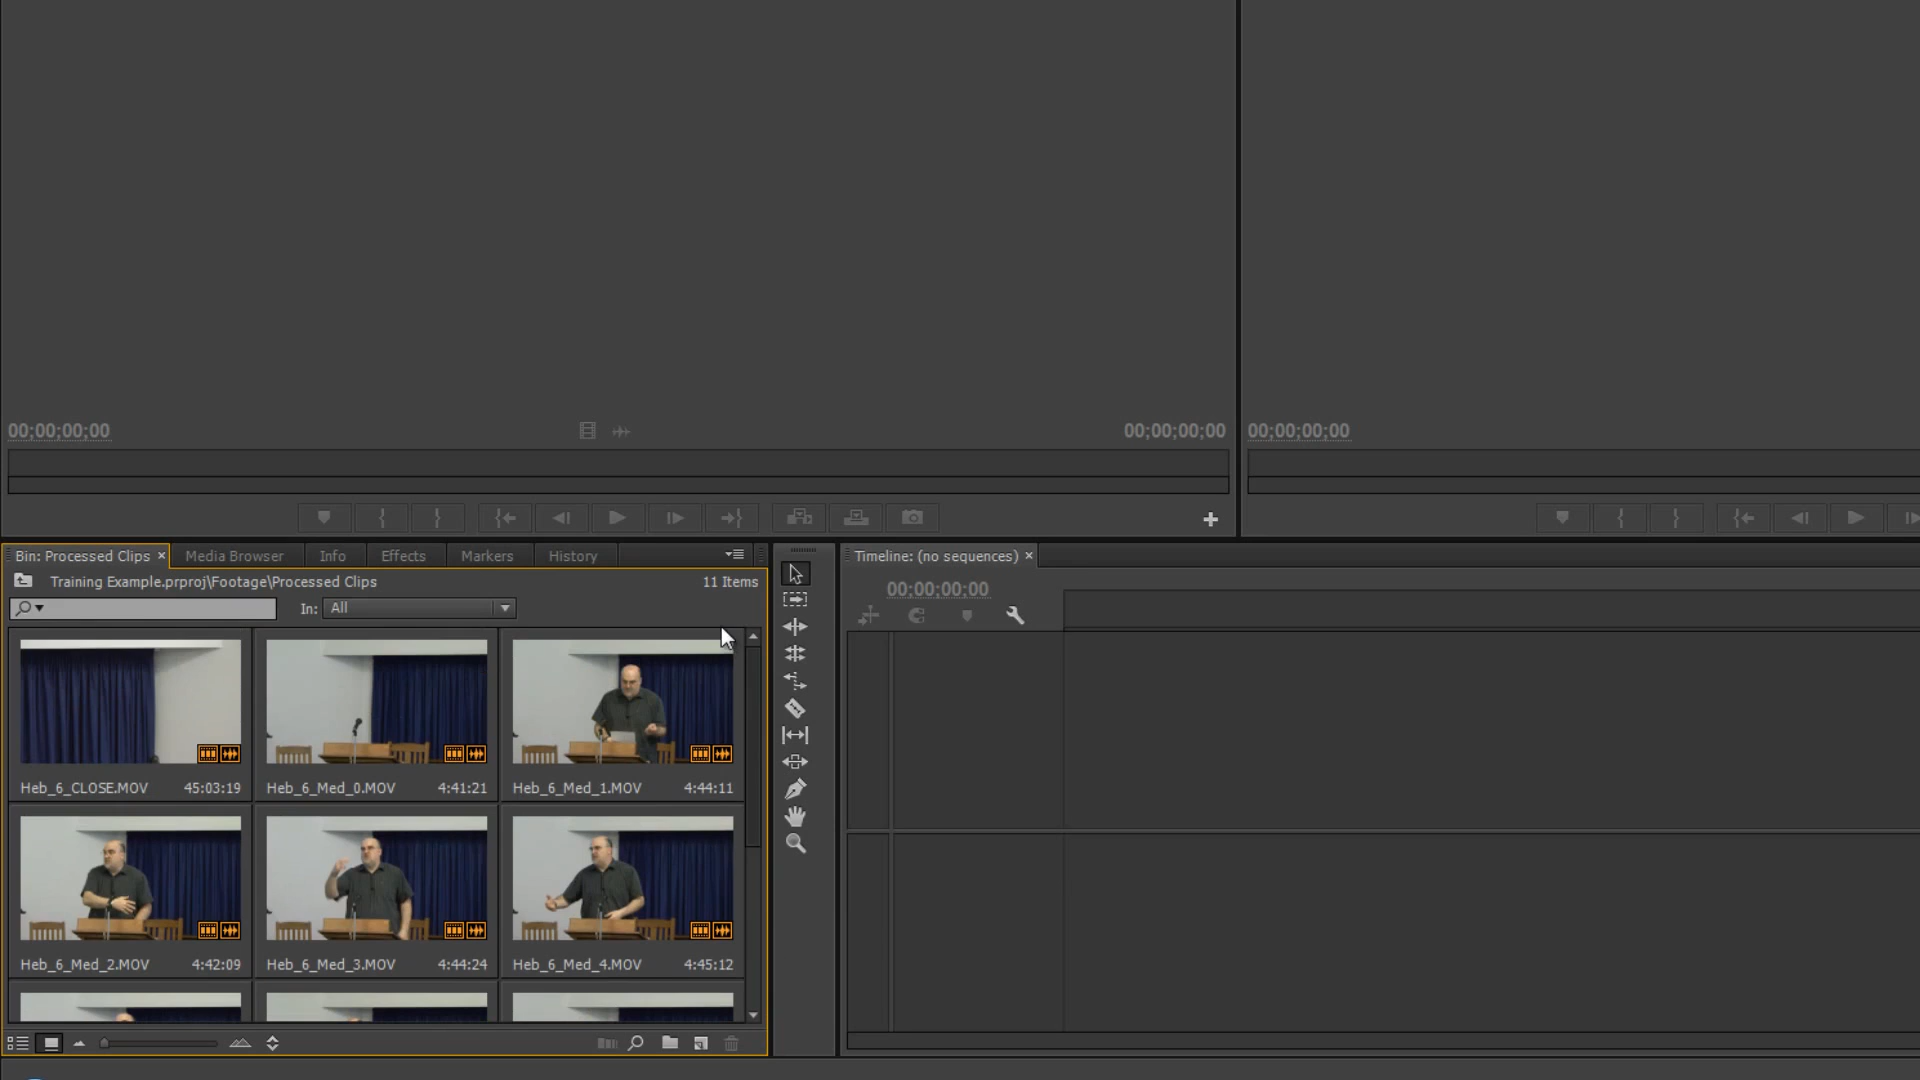 00;00;00;00
00;00;00;00
00;00;00;00
Bin: Processed Clips
Media Browser
Info
Effects
Markers
History
Training Example.prproj\Footage\Processed Clips
11 Items
In: All
Heb_6_CLOSE.MOV 45:03:19
Heb_6_Med_0.MOV 4:41:21
Heb_6_Med_1.MOV 4:44:11
Heb_6_Med_2.MOV 4:42:09
Heb_6_Med_3.MOV 4:44:24
Heb_6_Med_4.MOV 4:45:12
Timeline: (no sequences)
00;00;00;00